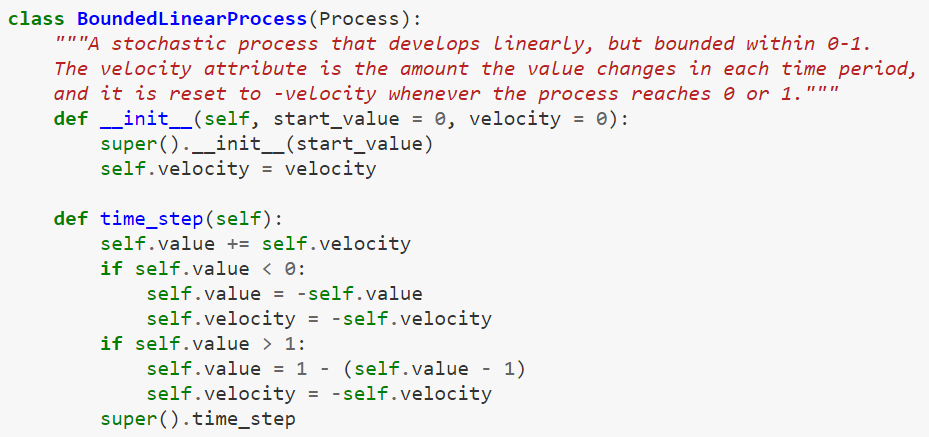 class BoundedLinearProcess(Process):
    """A stochastic process that develops linearly, but bounded within 0-1.
    The velocity attribute is the amount the value changes in each time period,
    and it is reset to -velocity whenever the process reaches 0 or 1."""
    def __init__(self, start_value = 0, velocity = 0):
        super().__init__(start_value)
        self.velocity = velocity

    def time_step(self):
        self.value += self.velocity
        if self.value < 0:
            self.value = -self.value
            self.velocity = -self.velocity
        if self.value > 1:
            self.value = 1 - (self.value - 1)
            self.velocity = -self.velocity
        super().time_step